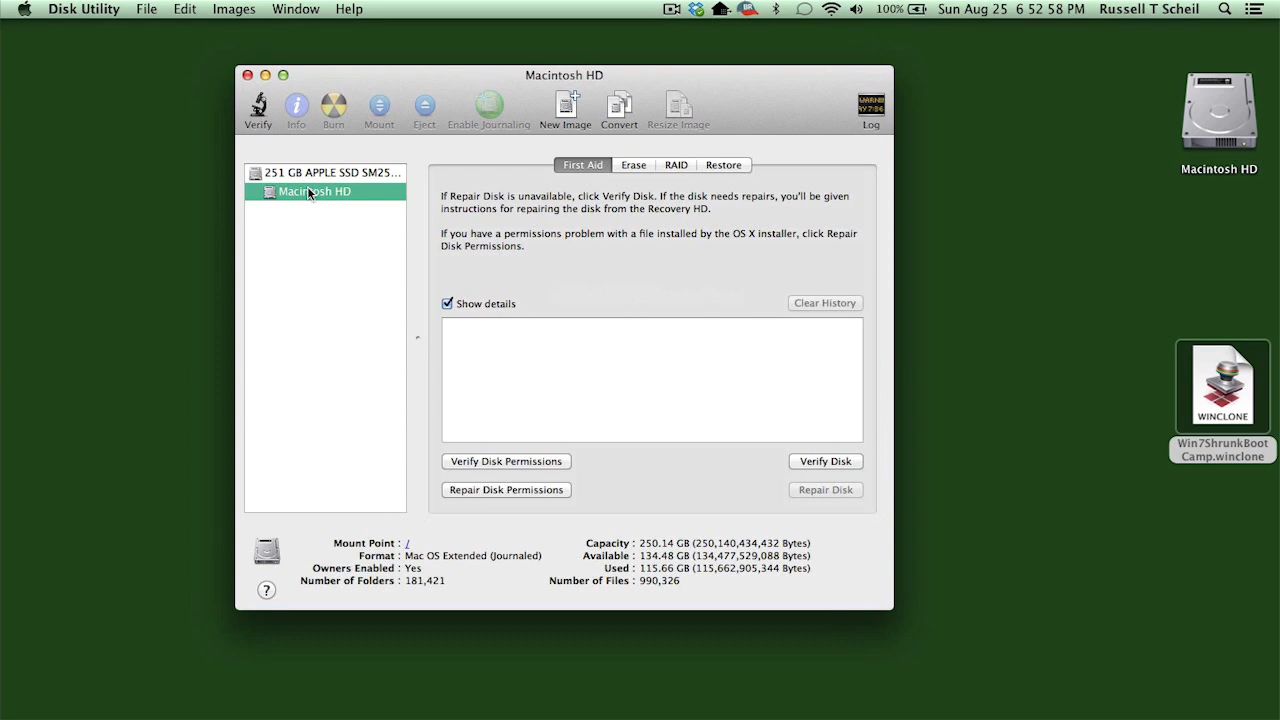 Disk Utility File Edit Images Window Help 100% Sun Aug 25 6 52 58 PM Russell T Scheil
Macintosh HD
Verify Info Burn Mount Eject Enable Journaling New Image Convert Resize Image Log
WARNIN
AY 7:86
251 GB APPLE SSD SM25...
Macintosh HD
First Aid Erase RAID Restore
If Repair Disk is unavailable, click Verify Disk. If the disk needs repairs, you'll be given
instructions for repairing the disk from the Recovery HD.
If you have a permissions problem with a file installed by the OS X installer, click Repair
Disk Permissions.
Show details Clear History
Verify Disk Permissions Verify Disk
Repair Disk Permissions Repair Disk
Mount Point : / Capacity : 250.14 GB (250,140,434,432 Bytes)
Format : Mac OS Extended (Journaled) Available : 134.48 GB (134,477,529,088 Bytes)
Owners Enabled : Yes Used : 115.66 GB (115,662,905,344 Bytes)
Number of Folders : 181,421 Number of Files : 990,326
?
Macintosh HD
WINCLONE
Win7ShrunkBoot
Camp.winclone